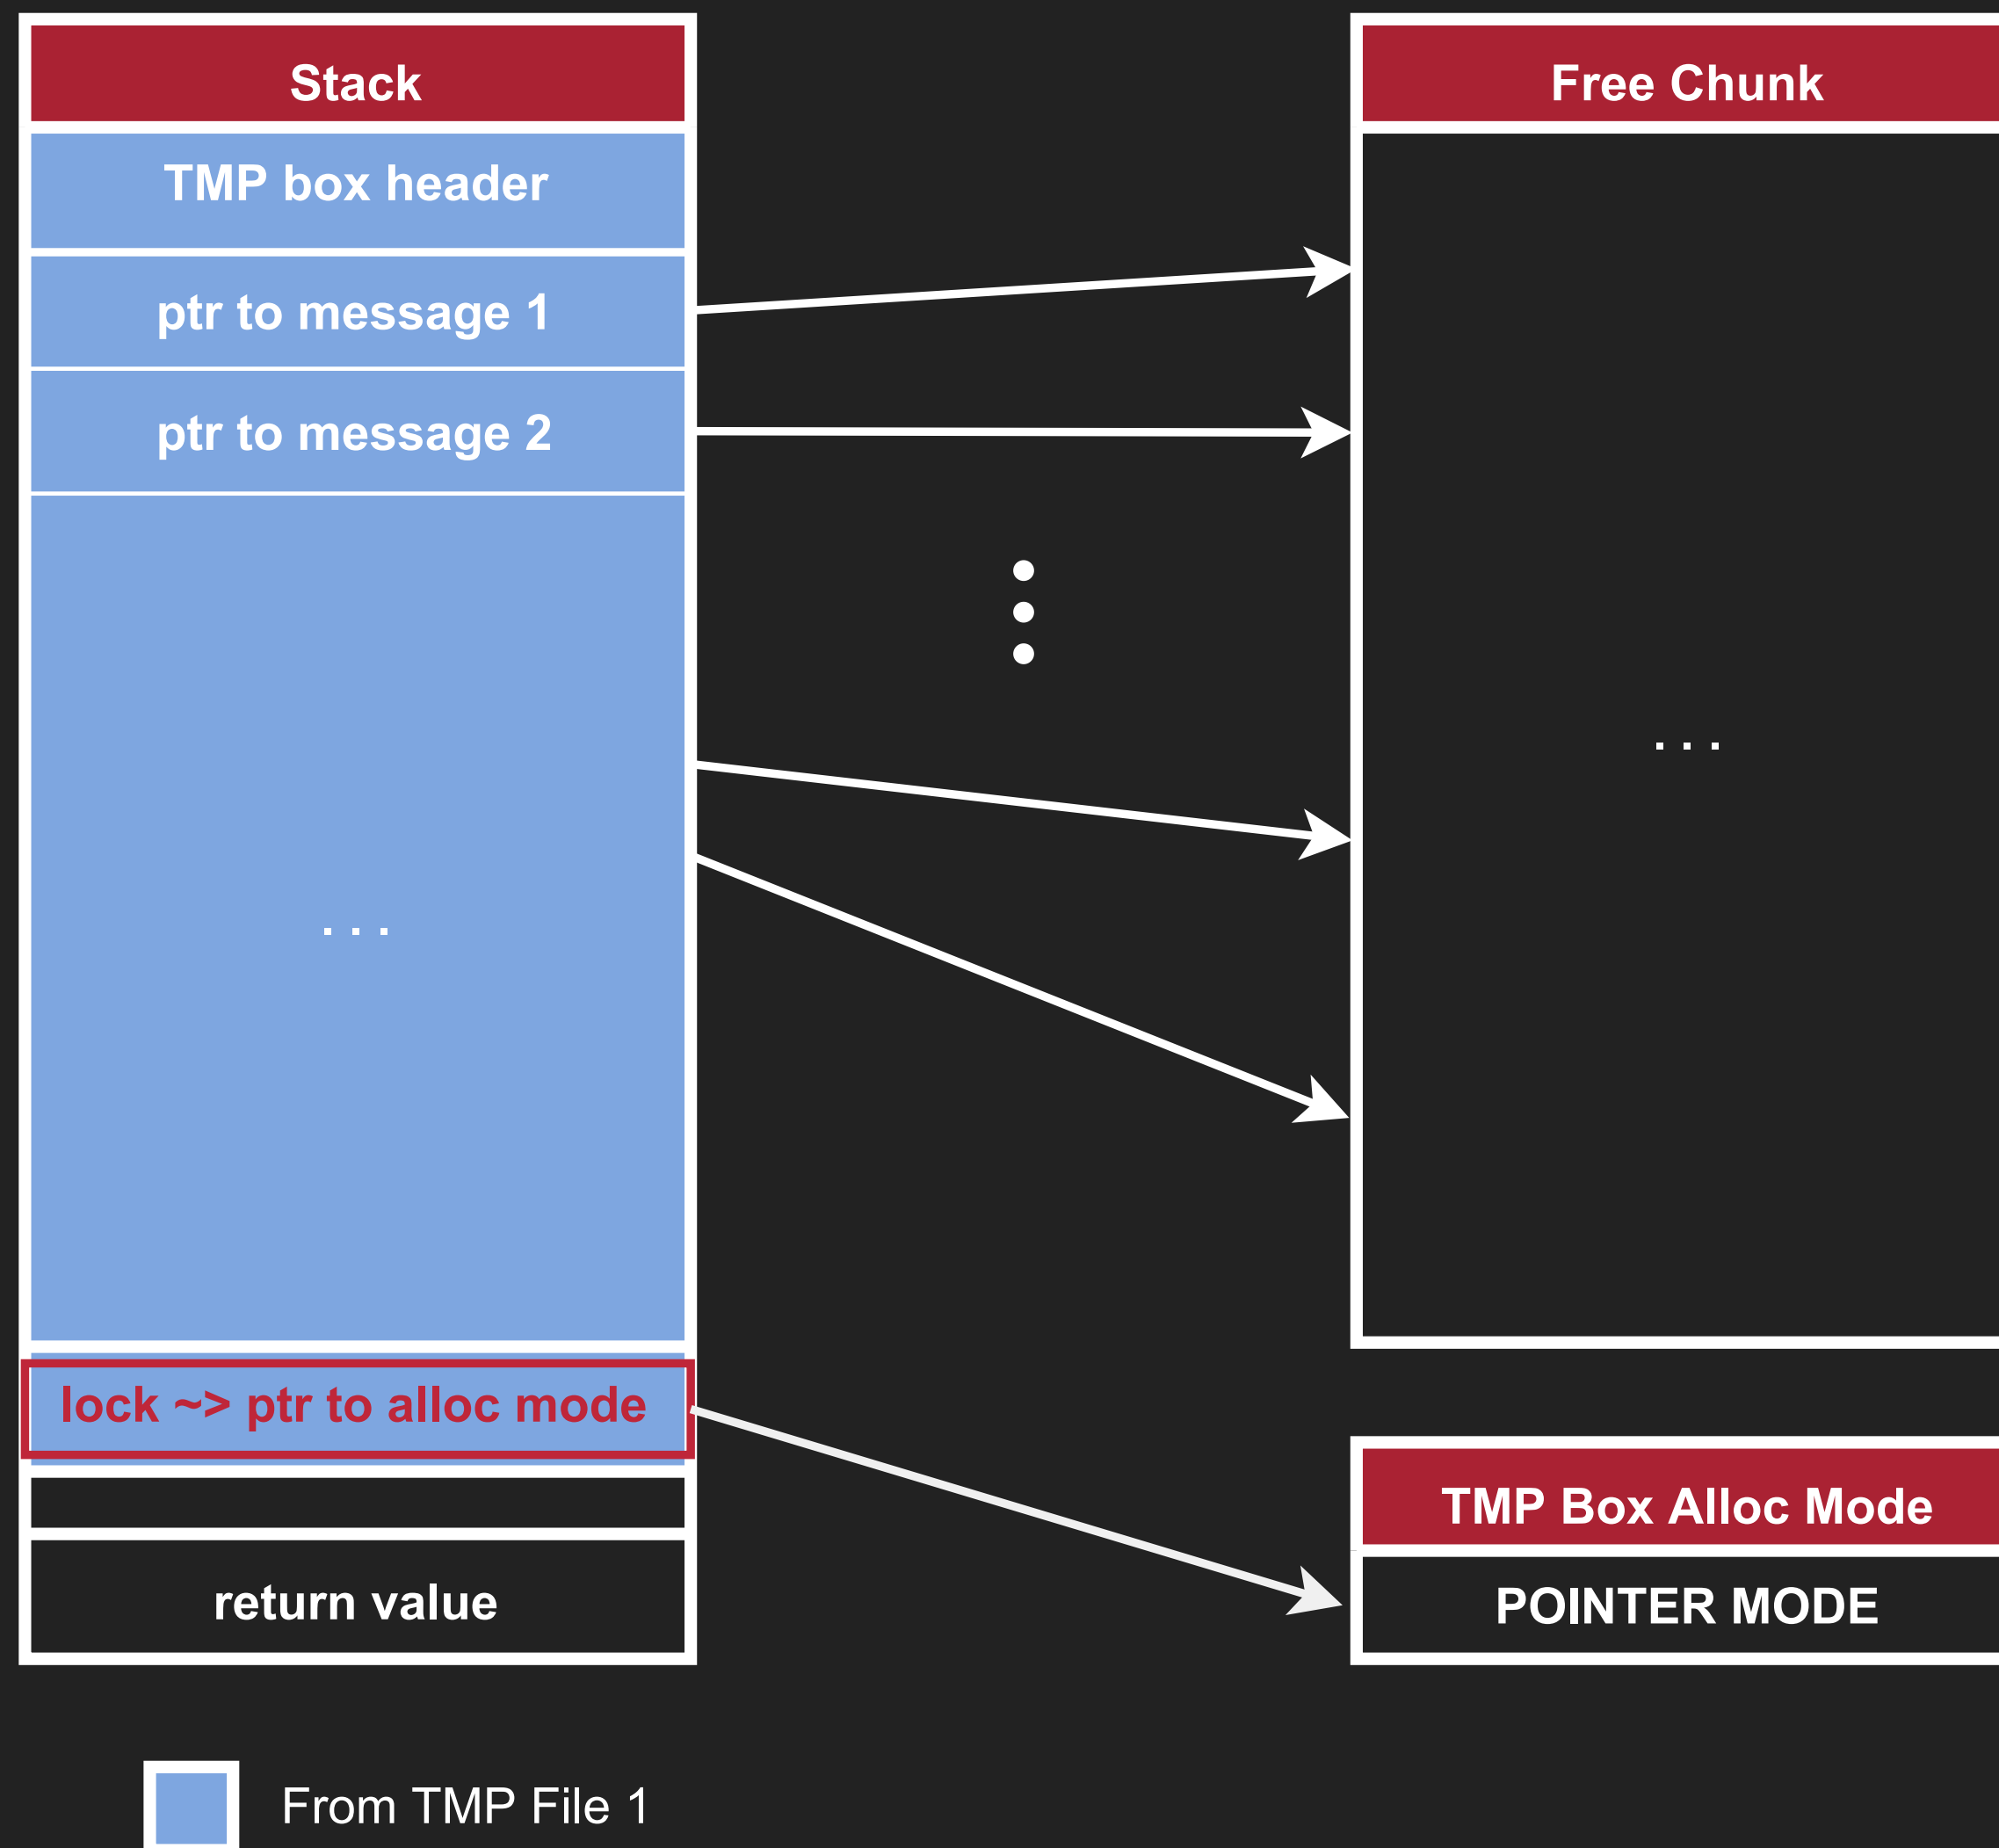 Stack
TMP box header
ptr to message 1
ptr to message 2
. . .
lock ~> ptr to alloc mode
return value
From TMP File 1
Free Chunk
. . .
TMP Box Alloc Mode
POINTER MODE